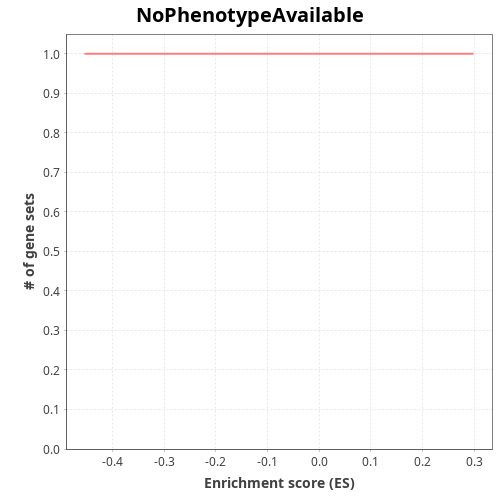 NoPhenotypeAvailable
1.0
0.9
0.8
0.7
0.6
0.5
0.4
0.3
0.2
0.1
0.0
# of gene sets
-0.4 -0.3 -0.2 -0.1 0.0 0.1 0.2 0.3
Enrichment score (ES)